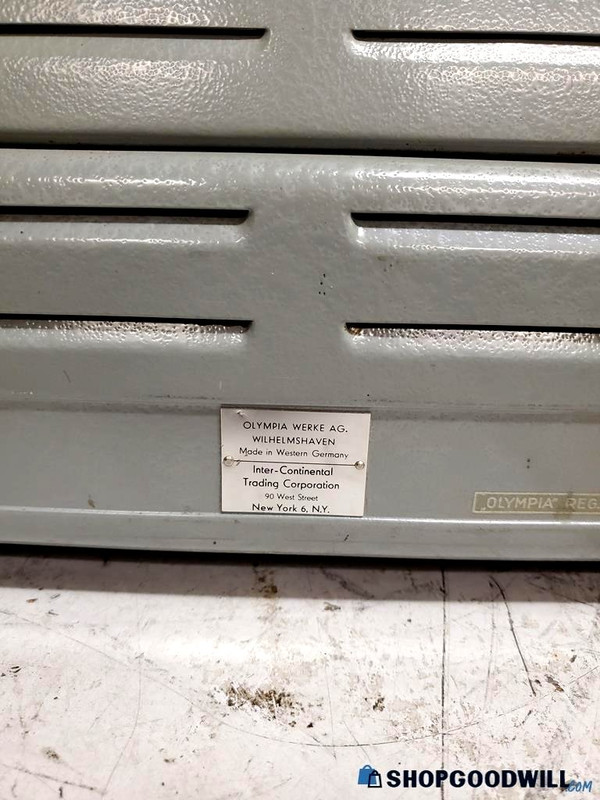 OLYMPIA WERKE AG.
WILHELMSHAVEN
Made in Western Germany
Inter-Continental
Trading Corporation
90 West Street
New York 6, N.Y.
„OLYMPIA“ REG.
SHOPGOODWILL.COM